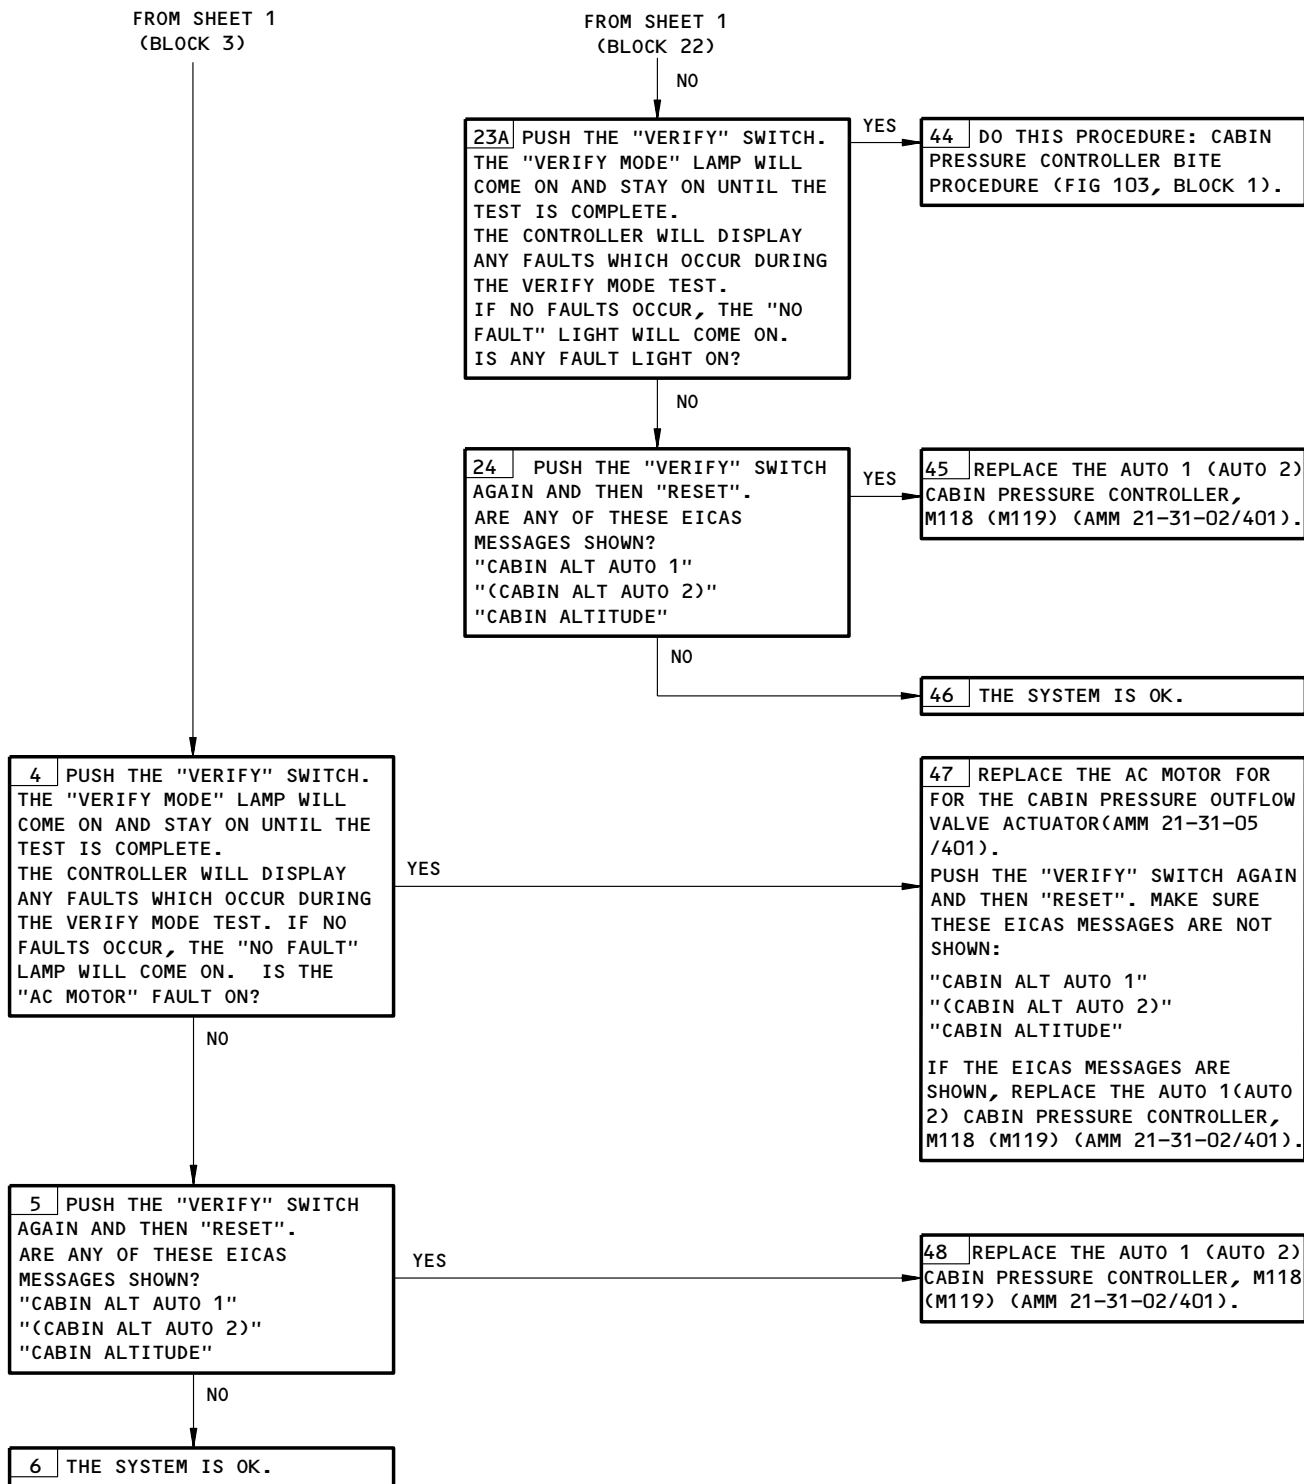 FROM SHEET 1
(BLOCK 3)
FROM SHEET 1
(BLOCK 22)
NO
23A PUSH THE "VERIFY" SWITCH.
THE "VERIFY MODE" LAMP WILL
COME ON AND STAY ON UNTIL THE
TEST IS COMPLETE.
THE CONTROLLER WILL DISPLAY
ANY FAULTS WHICH OCCUR DURING
THE VERIFY MODE TEST.
IF NO FAULTS OCCUR, THE "NO
FAULT" LIGHT WILL COME ON.
IS ANY FAULT LIGHT ON?
YES
44 DO THIS PROCEDURE: CABIN
PRESSURE CONTROLLER BITE
PROCEDURE (FIG 103, BLOCK 1).
NO
24 PUSH THE "VERIFY" SWITCH
AGAIN AND THEN "RESET".
ARE ANY OF THESE EICAS
MESSAGES SHOWN?
"CABIN ALT AUTO 1"
"(CABIN ALT AUTO 2)"
"CABIN ALTITUDE"
YES
45 REPLACE THE AUTO 1 (AUTO 2)
CABIN PRESSURE CONTROLLER,
M118 (M119) (AMM 21-31-02/401).
NO
46 THE SYSTEM IS OK.
4 PUSH THE "VERIFY" SWITCH.
THE "VERIFY MODE" LAMP WILL
COME ON AND STAY ON UNTIL THE
TEST IS COMPLETE.
THE CONTROLLER WILL DISPLAY
ANY FAULTS WHICH OCCUR DURING
THE VERIFY MODE TEST. IF NO
FAULTS OCCUR, THE "NO FAULT"
LAMP WILL COME ON. IS THE
"AC MOTOR" FAULT ON?
YES
47 REPLACE THE AC MOTOR FOR
FOR THE CABIN PRESSURE OUTFLOW
VALVE ACTUATOR(AMM 21-31-05
/401).
PUSH THE "VERIFY" SWITCH AGAIN
AND THEN "RESET". MAKE SURE
THESE EICAS MESSAGES ARE NOT
SHOWN:
"CABIN ALT AUTO 1"
"(CABIN ALT AUTO 2)"
"CABIN ALTITUDE"
IF THE EICAS MESSAGES ARE
SHOWN, REPLACE THE AUTO 1(AUTO
2) CABIN PRESSURE CONTROLLER,
M118 (M119) (AMM 21-31-02/401).
NO
5 PUSH THE "VERIFY" SWITCH
AGAIN AND THEN "RESET".
ARE ANY OF THESE EICAS
MESSAGES SHOWN?
"CABIN ALT AUTO 1"
"(CABIN ALT AUTO 2)"
"CABIN ALTITUDE"
YES
48 REPLACE THE AUTO 1 (AUTO 2)
CABIN PRESSURE CONTROLLER, M118
(M119) (AMM 21-31-02/401).
NO
6 THE SYSTEM IS OK.